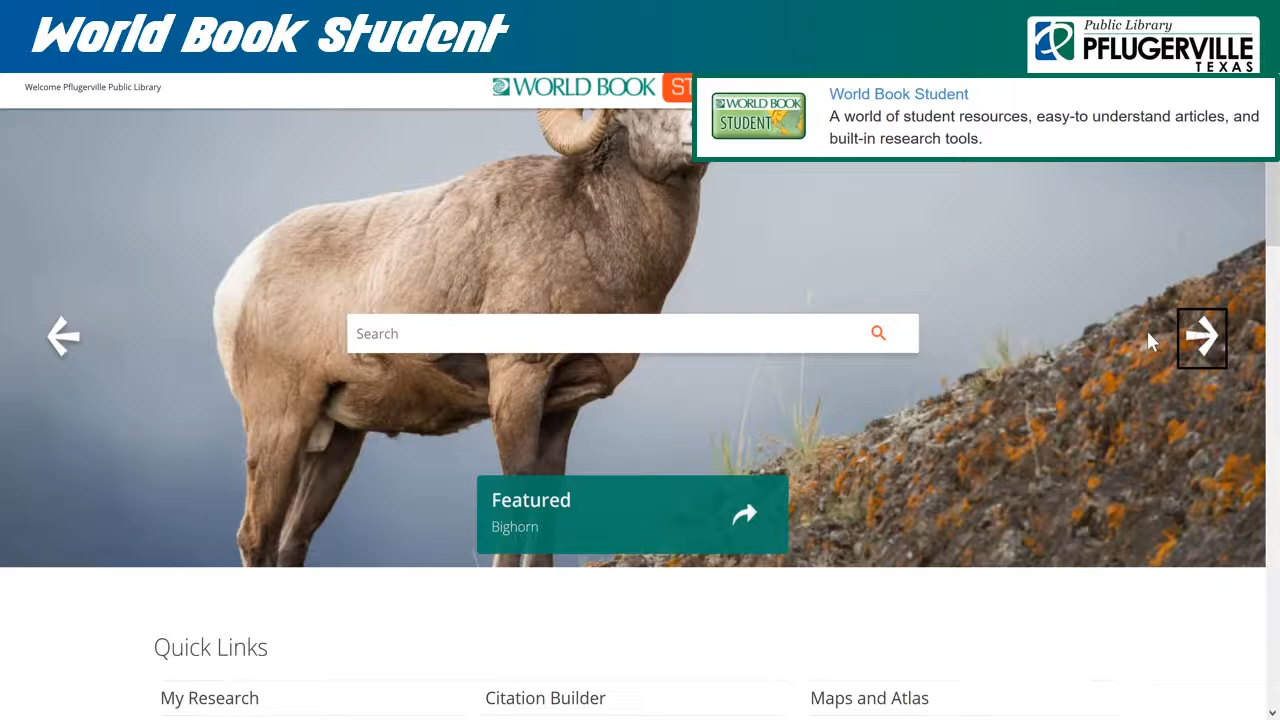 World Book Student
Public Library
PFLUGERVILLE
TEXAS
Welcome Pflugerville Public Library
WORLD BOOK ST
WORLD BOOK
STUDENT
World Book Student
A world of student resources, easy-to understand articles, and
built-in research tools.
Search
Featured
Bighorn
Quick Links
My Research
Citation Builder
Maps and Atlas